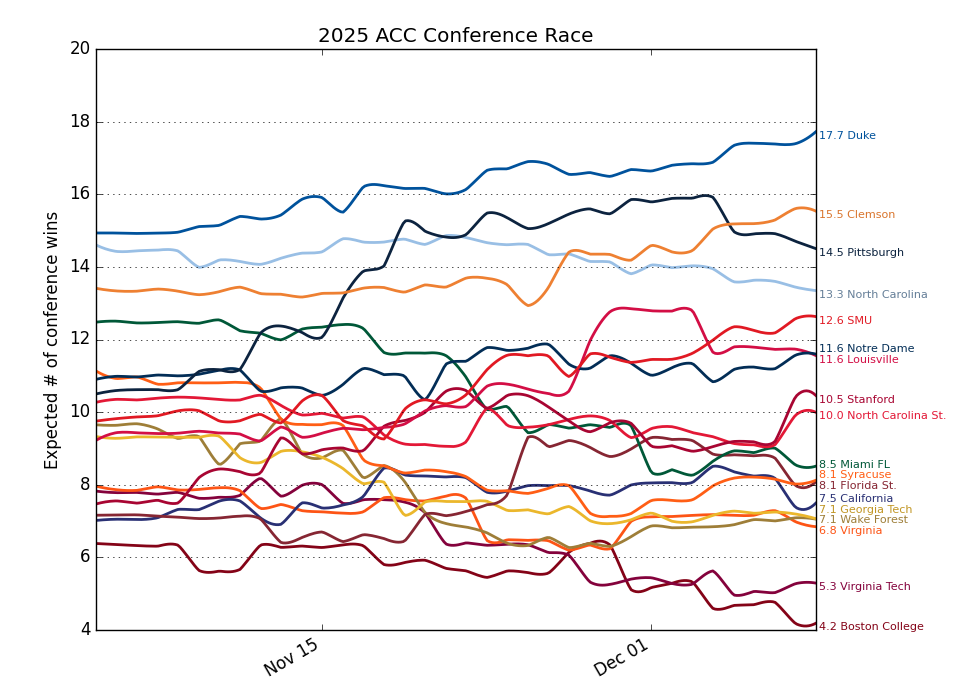 2025 ACC Conference Race
Expected # of conference wins
20
18
16
14
12
10
8
6
4
Nov 15
Dec 01
17.7 Duke
15.5 Clemson
14.5 Pittsburgh
13.3 North Carolina
12.6 SMU
11.6 Notre Dame
11.6 Louisville
10.5 Stanford
10.0 North Carolina St.
8.5 Miami FL
8.1 Syracuse
8.1 Florida St.
7.5 California
7.1 Georgia Tech
7.1 Wake Forest
6.8 Virginia
5.3 Virginia Tech
4.2 Boston College